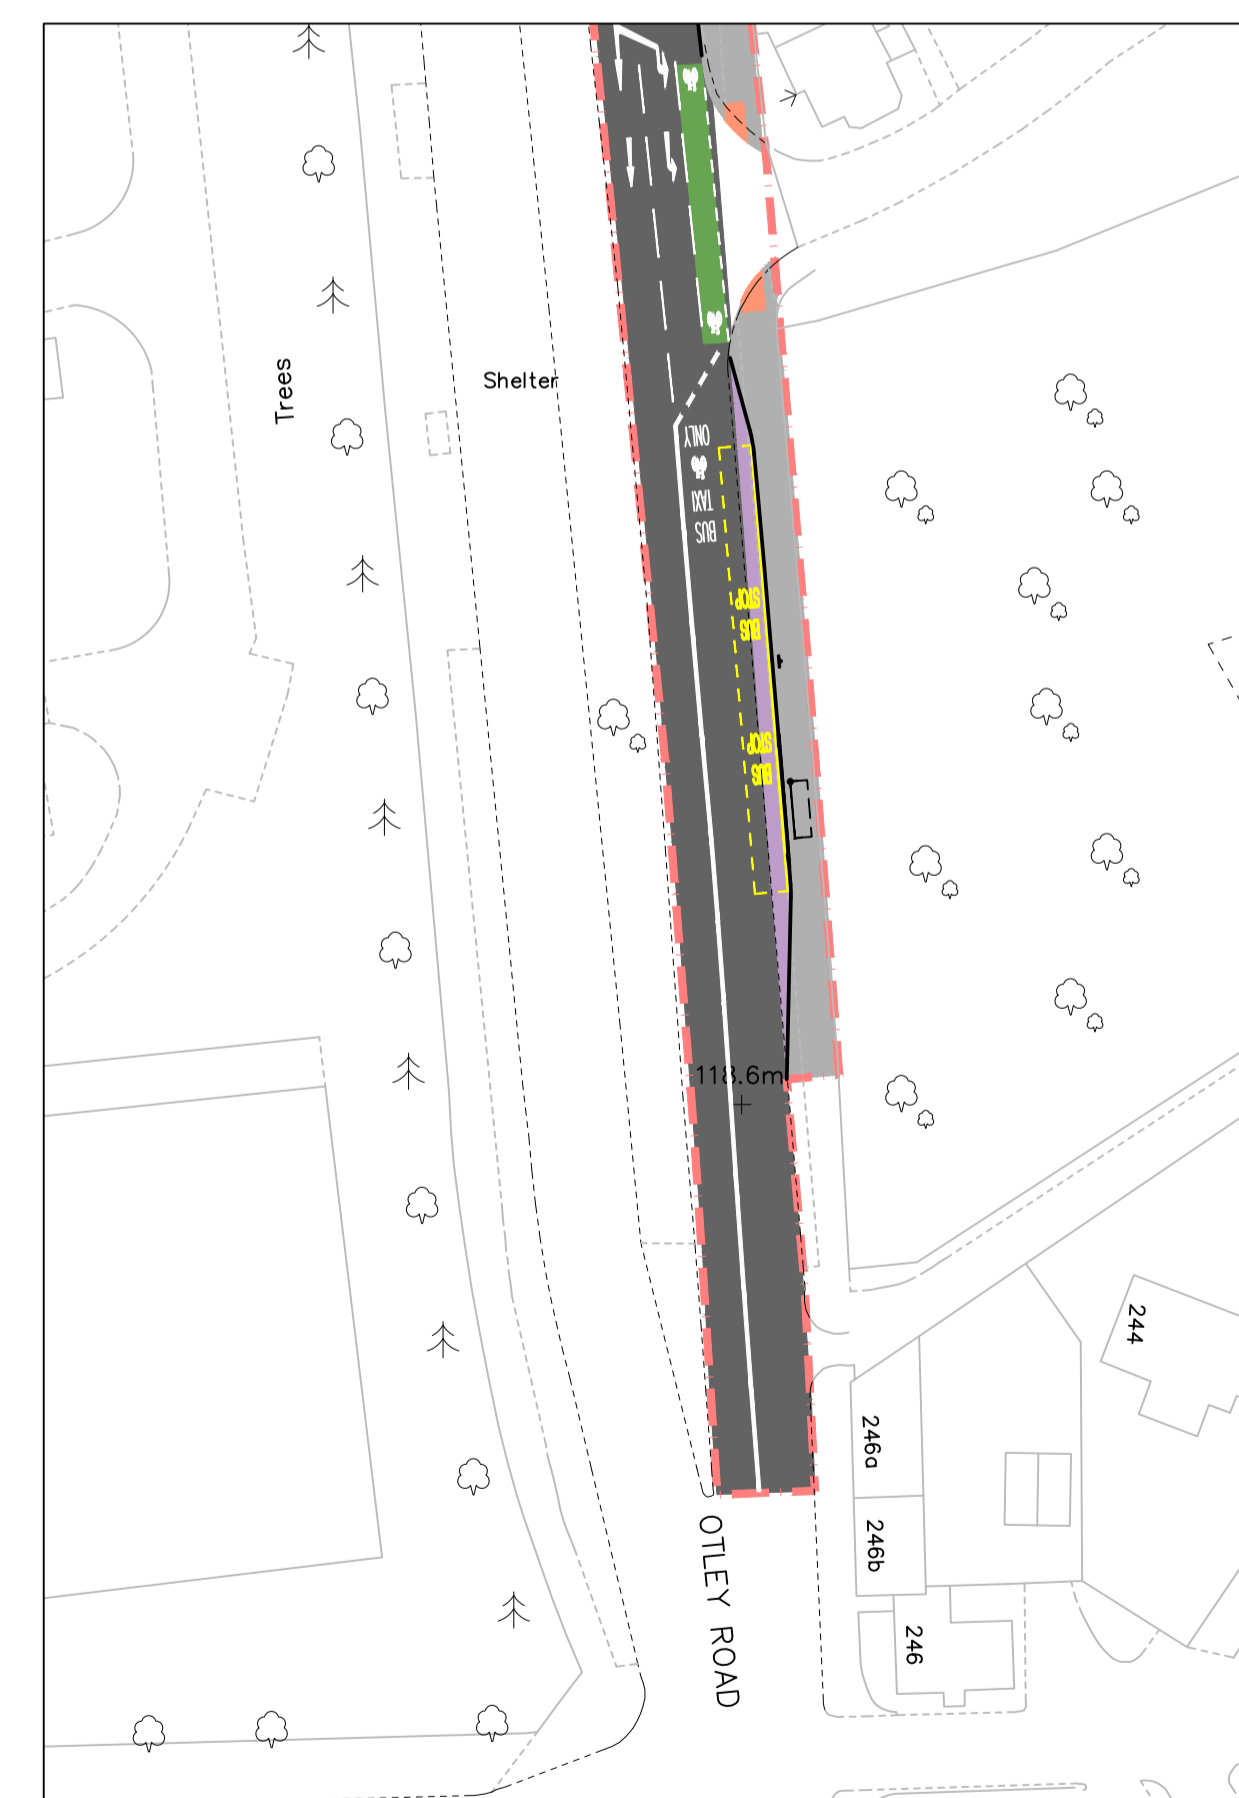 Trees
Shelter
ONLY
TAXI
BUS
STOP
BUS
STOP
BUS
118.6m
244
246a
246b
246
OTLEY ROAD